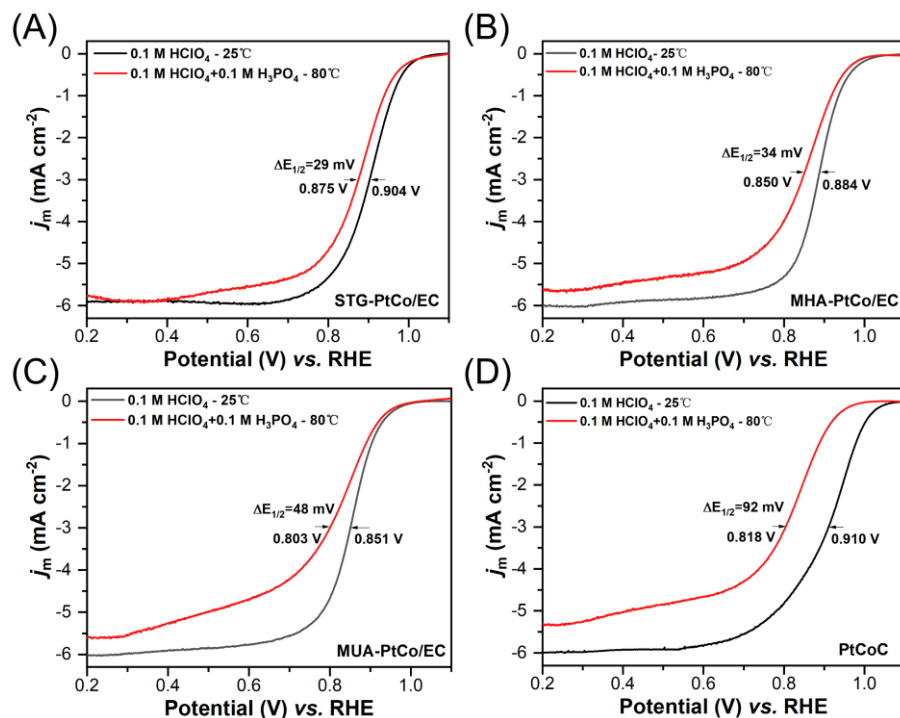 (A)
0.1 M HClO₄ - 25℃
0.1 M HClO₄+0.1 M H₃PO₄ - 80℃
ΔE₁/₂=29 mV
0.875 V
0.904 V
STG-PtCo/EC
0
-1
-2
-3
-4
-5
-6
jₘ (mA cm⁻²)
0.2
0.4
0.6
0.8
1.0
Potential (V) vs. RHE
(B)
0.1 M HClO₄ - 25℃
0.1 M HClO₄+0.1 M H₃PO₄ - 80℃
ΔE₁/₂=34 mV
0.850 V
0.884 V
MHA-PtCo/EC
0
-1
-2
-3
-4
-5
-6
jₘ (mA cm⁻²)
0.2
0.4
0.6
0.8
1.0
Potential (V) vs. RHE
(C)
0.1 M HClO₄ - 25℃
0.1 M HClO₄+0.1 M H₃PO₄ - 80℃
ΔE₁/₂=48 mV
0.803 V
0.851 V
MUA-PtCo/EC
0
-1
-2
-3
-4
-5
-6
jₘ (mA cm⁻²)
0.2
0.4
0.6
0.8
1.0
Potential (V) vs. RHE
(D)
0.1 M HClO₄ - 25℃
0.1 M HClO₄+0.1 M H₃PO₄ - 80℃
ΔE₁/₂=92 mV
0.818 V
0.910 V
PtCoC
0
-1
-2
-3
-4
-5
-6
jₘ (mA cm⁻²)
0.2
0.4
0.6
0.8
1.0
Potential (V) vs. RHE